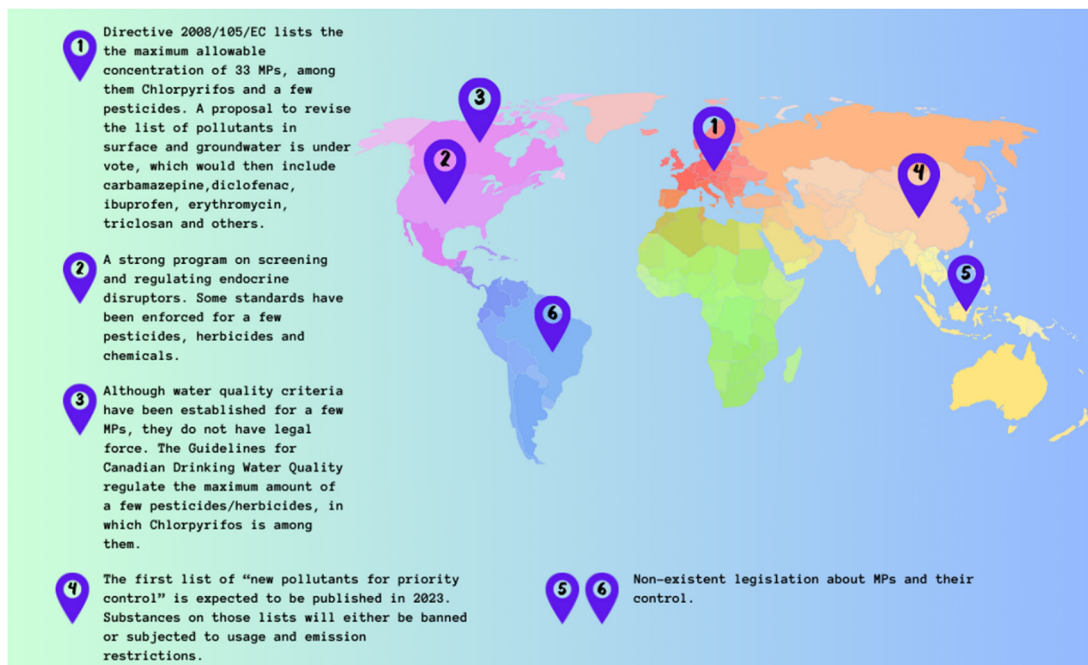 1
Directive 2008/105/EC lists the
the maximum allowable
concentration of 33 MPs, among
them Chlorpyrifos and a few
pesticides. A proposal to revise
the list of pollutants in
surface and groundwater is under
vote, which would then include
carbamazepine,diclofenac,
ibuprofen, erythromycin,
triclosan and others.
2
A strong program on screening
and regulating endocrine
disruptors. Some standards have
been enforced for a few
pesticides, herbicides and
chemicals.
3
Although water quality criteria
have been established for a few
MPs, they do not have legal
force. The Guidelines for
Canadian Drinking Water Quality
regulate the maximum amount of
a few pesticides/herbicides, in
which Chlorpyrifos is among
them.
4
The first list of “new pollutants for priority
control” is expected to be published in 2023.
Substances on those lists will either be banned
or subjected to usage and emission
restrictions.
5 6
Non-existent legislation about MPs and their
control.
3
1
2
4
5
6